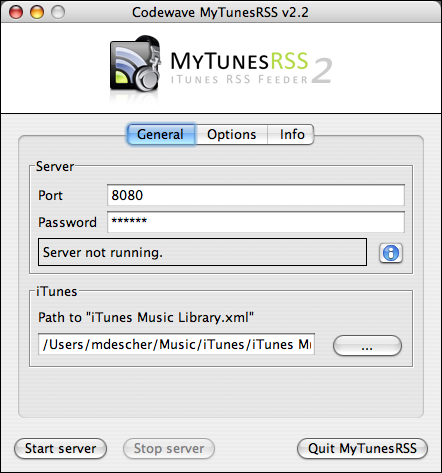 Codewave MyTunesRSS v2.2
MYTUNESRSS 2
ITUNES RSS FEEDER
General Options Info
Server
Port 8080
Password ******
Server not running.
iTunes
Path to "iTunes Music Library.xml"
/Users/mdescher/Music/iTunes/iTunes Mu ...
Start server Stop server Quit MyTunesRSS